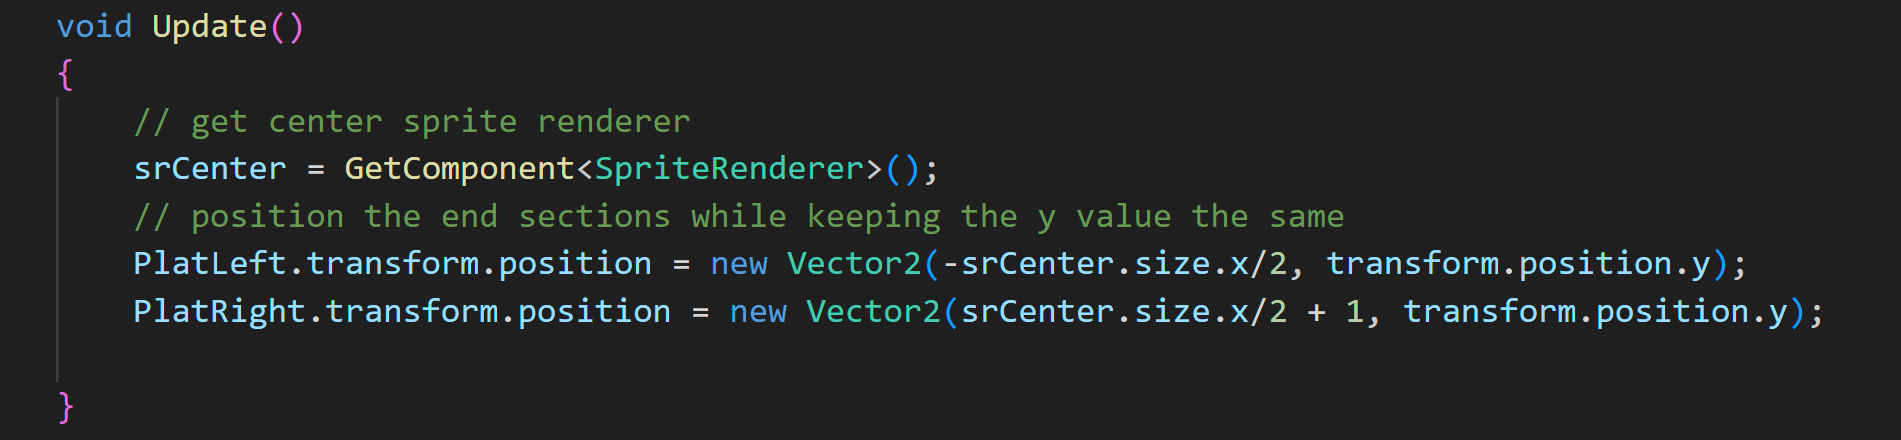 void Update()
{
// get center sprite renderer
srCenter = GetComponent<SpriteRenderer>();
// position the end sections while keeping the y value the same
PlatLeft.transform.position = new Vector2(-srCenter.size.x/2, transform.position.y);
PlatRight.transform.position = new Vector2(srCenter.size.x/2 + 1, transform.position.y);
}